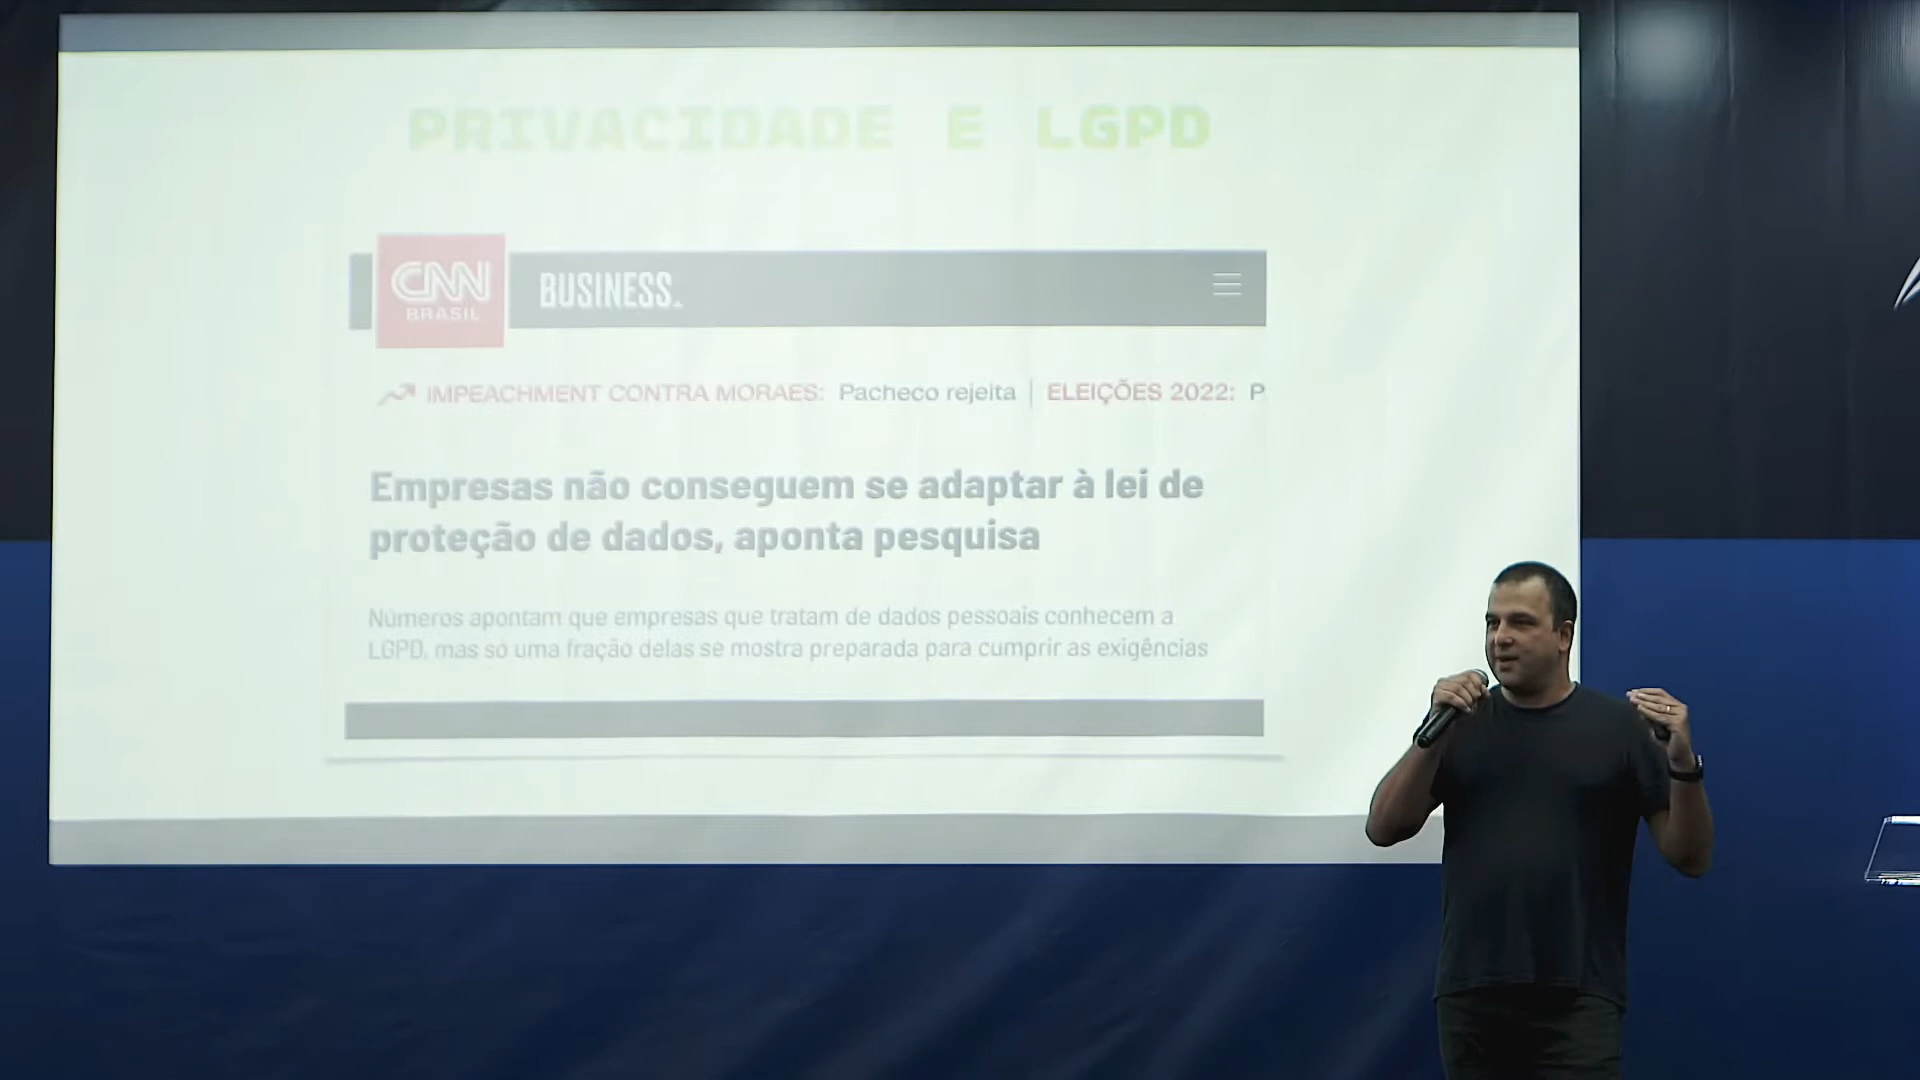 PRIVACIDADE E LGPD
CNN
BRASIL
BUSINESS
IMPEACHMENT CONTRA MORAES: Pacheco rejeita | ELEIÇÕES 2022: P
Empresas não conseguem se adaptar à lei de
proteção de dados, aponta pesquisa
Números apontam que empresas que tratam de dados pessoais conhecem a
LGPD, mas só uma fração delas se mostra preparada para cumprir as exigências